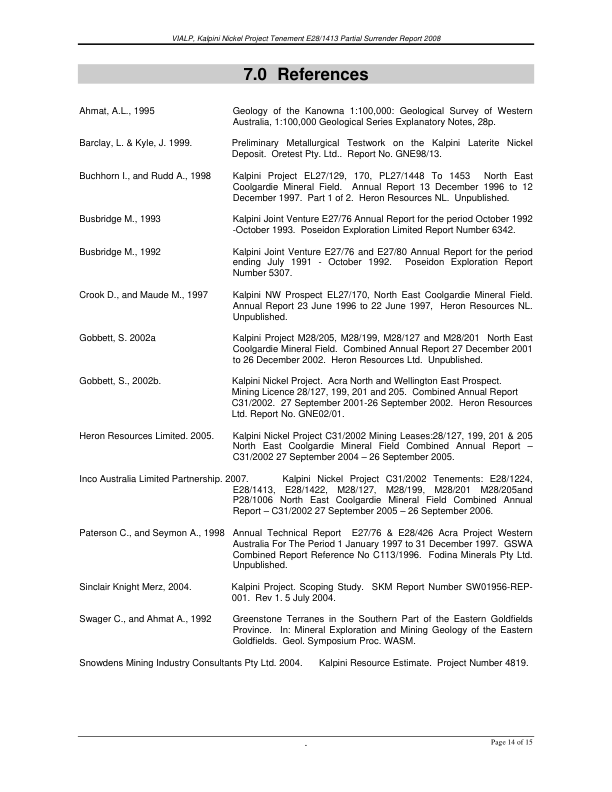 VIALP, Kalpini Nickel Project Tenement E28/1413 Partial Surrender Report 2008
7.0 References
Ahmat, A.L., 1995 Geology of the Kanowna 1:100,000: Geological Survey of Western
Australia, 1:100,000 Geological Series Explanatory Notes, 28p.
Barclay, L. & Kyle, J. 1999. Preliminary Metallurgical Testwork on the Kalpini Laterite Nickel
Deposit. Oretest Pty. Ltd.. Report No. GNE98/13.
Buchhorn I., and Rudd A., 1998 Kalpini Project EL27/129, 170, PL27/1448 To 1453 North East
Coolgardie Mineral Field. Annual Report 13 December 1996 to 12
December 1997. Part 1 of 2. Heron Resources NL. Unpublished.
Busbridge M., 1993 Kalpini Joint Venture E27/76 Annual Report for the period October 1992
-October 1993. Poseidon Exploration Limited Report Number 6342.
Busbridge M., 1992 Kalpini Joint Venture E27/76 and E27/80 Annual Report for the period
ending July 1991 - October 1992. Poseidon Exploration Report
Number 5307.
Crook D., and Maude M., 1997 Kalpini NW Prospect EL27/170, North East Coolgardie Mineral Field.
Annual Report 23 June 1996 to 22 June 1997, Heron Resources NL.
Unpublished.
Gobbett, S. 2002a Kalpini Project M28/205, M28/199, M28/127 and M28/201 North East
Coolgardie Mineral Field. Combined Annual Report 27 December 2001
to 26 December 2002. Heron Resources Ltd. Unpublished.
Gobbett, S., 2002b. Kalpini Nickel Project. Acra North and Wellington East Prospect.
Mining Licence 28/127, 199, 201 and 205. Combined Annual Report
C31/2002. 27 September 2001-26 September 2002. Heron Resources
Ltd. Report No. GNE02/01.
Heron Resources Limited. 2005. Kalpini Nickel Project C31/2002 Mining Leases:28/127, 199, 201 & 205
North East Coolgardie Mineral Field Combined Annual Report –
C31/2002 27 September 2004 – 26 September 2005.
Inco Australia Limited Partnership. 2007. Kalpini Nickel Project C31/2002 Tenements: E28/1224,
E28/1413, E28/1422, M28/127, M28/199, M28/201 M28/205and
P28/1006 North East Coolgardie Mineral Field Combined Annual
Report – C31/2002 27 September 2005 – 26 September 2006.
Paterson C., and Seymon A., 1998 Annual Technical Report E27/76 & E28/426 Acra Project Western
Australia For The Period 1 January 1997 to 31 December 1997. GSWA
Combined Report Reference No C113/1996. Fodina Minerals Pty Ltd.
Unpublished.
Sinclair Knight Merz, 2004. Kalpini Project. Scoping Study. SKM Report Number SW01956-REP-
001. Rev 1. 5 July 2004.
Swager C., and Ahmat A., 1992 Greenstone Terranes in the Southern Part of the Eastern Goldfields
Province. In: Mineral Exploration and Mining Geology of the Eastern
Goldfields. Geol. Symposium Proc. WASM.
Snowdens Mining Industry Consultants Pty Ltd. 2004. Kalpini Resource Estimate. Project Number 4819.
-
Page 14 of 15